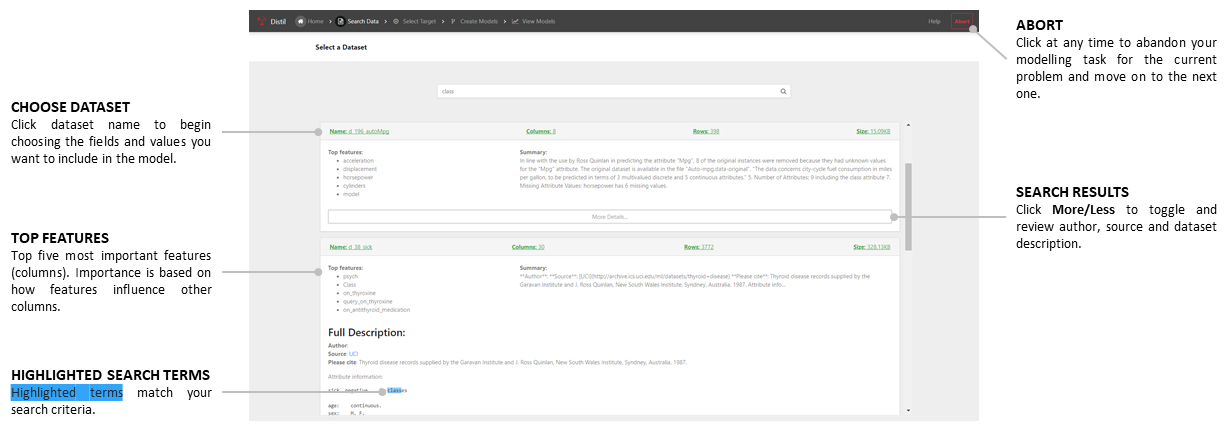 Distil
Home
Search Data
Select Target
Create Models
View Models
Help
Abort
Select a Dataset
class
Name: d_196_autoMpg
Columns: 8
Rows: 398
Size: 15.09KB
Top features:
acceleration
displacement
horsepower
cylinders
model
Summary:
In line with the use by Ross Quinlan in predicting the attribute "Mpg", 8 of the original instances were removed because they had unknown values
for the "Mpg" attribute. The original dataset is available in the file "Auto-mpg.data-original". "The data concerns city-cycle fuel consumption in miles
per gallon, to be predicted in terms of 3 multivalued discrete and 5 continuous attributes." 5. Number of Attributes: 9 including the class attribute 7.
Missing Attribute Values: horsepower has 6 missing values.
More Details...
Name: d_38_sick
Columns: 30
Rows: 3772
Size: 328.13KB
Top features:
psych
Class
on_thyroxine
query_on_thyroxine
on_antithyroid_medication
Summary:
**Author**: **Source**: [UCI](http://archive.ics.uci.edu/ml/datasets/thyroid+disease) **Please cite**: Thyroid disease records supplied by the
Garavan Institute and J. Ross Quinlan, New South Wales Institute, Syndney, Australia. 1987. Attribute info...
Full Description:
Author:
Source: UCI
Please cite: Thyroid disease records supplied by the Garavan Institute and J. Ross Quinlan, New South Wales Institute, Syndney, Australia. 1987.
Attribute information:
sick, negative. classes
age: continuous.
sex: M, F.
CHOOSE DATASET
Click dataset name to begin
choosing the fields and values you
want to include in the model.
TOP FEATURES
Top five most important features
(columns). Importance is based on
how features influence other
columns.
HIGHLIGHTED SEARCH TERMS
Highlighted terms match your
search criteria.
ABORT
Click at any time to abandon your
modelling task for the current
problem and move on to the next
one.
SEARCH RESULTS
Click More/Less to toggle and
review author, source and dataset
description.